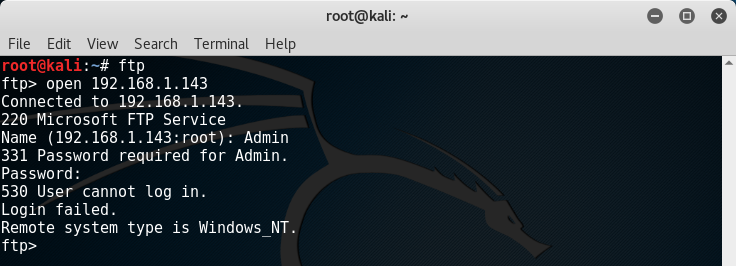 root@kali: ~
File Edit View Search Terminal Help
root@kali:~# ftp
ftp> open 192.168.1.143
Connected to 192.168.1.143.
220 Microsoft FTP Service
Name (192.168.1.143:root): Admin
331 Password required for Admin.
Password:
530 User cannot log in.
Login failed.
Remote system type is Windows_NT.
ftp>